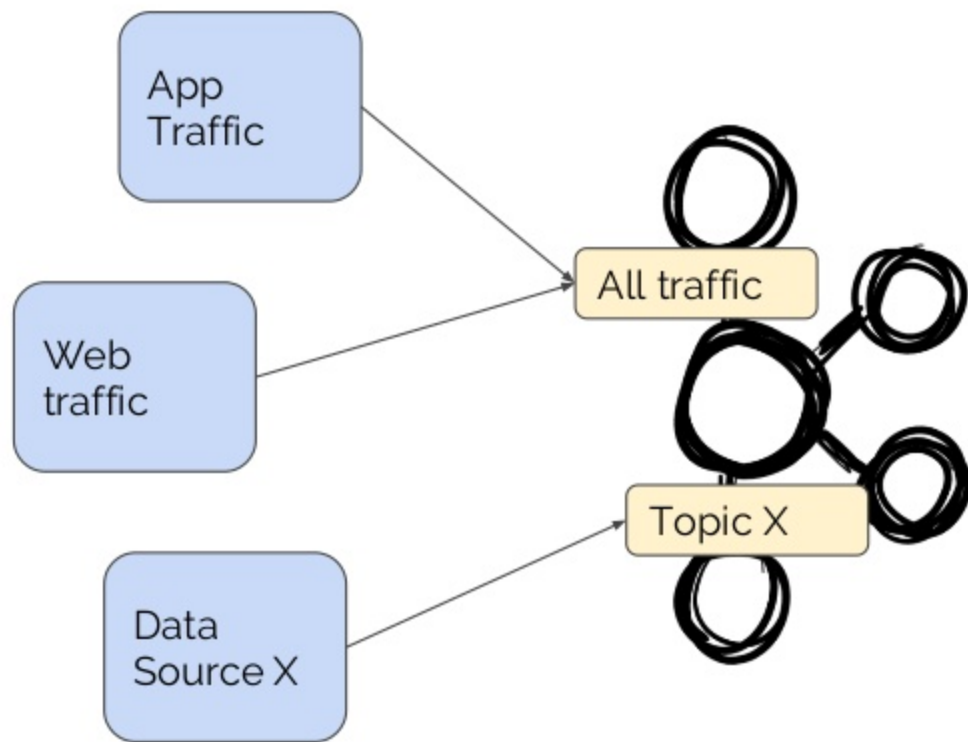 App
Traffic
All traffic
Web
traffic
Topic X
Data
Source X